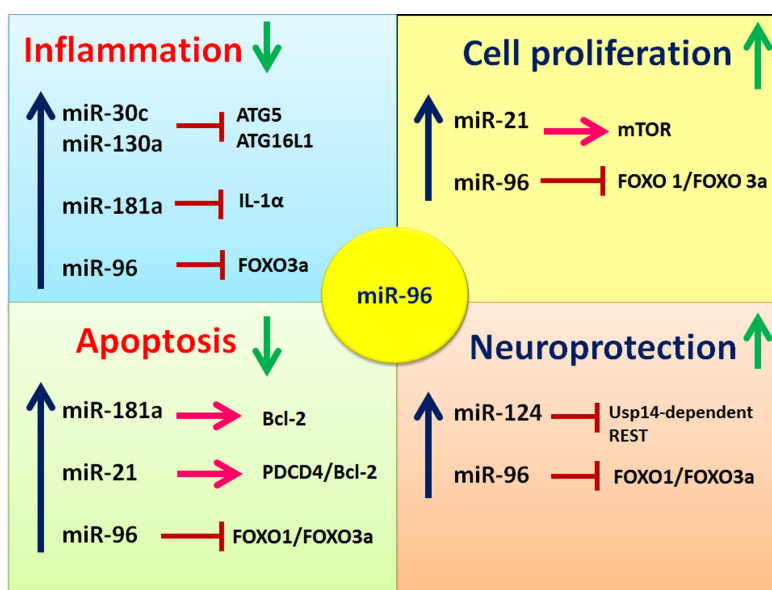 Inflammation
miR-30c
miR-130a
ATG5
ATG16L1
miR-181a
IL-1α
miR-96
FOXO3a
Cell proliferation
miR-21
mTOR
miR-96
FOXO 1/FOXO 3a
miR-96
Apoptosis
miR-181a
Bcl-2
miR-21
PDCD4/Bcl-2
miR-96
FOXO1/FOXO3a
Neuroprotection
miR-124
Usp14-dependent
REST
miR-96
FOXO1/FOXO3a